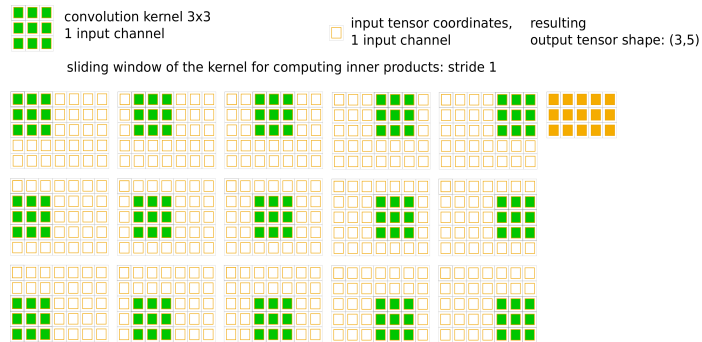 convolution kernel 3x3
1 input channel
input tensor coordinates,
1 input channel
resulting
output tensor shape: (3,5)
sliding window of the kernel for computing inner products: stride 1